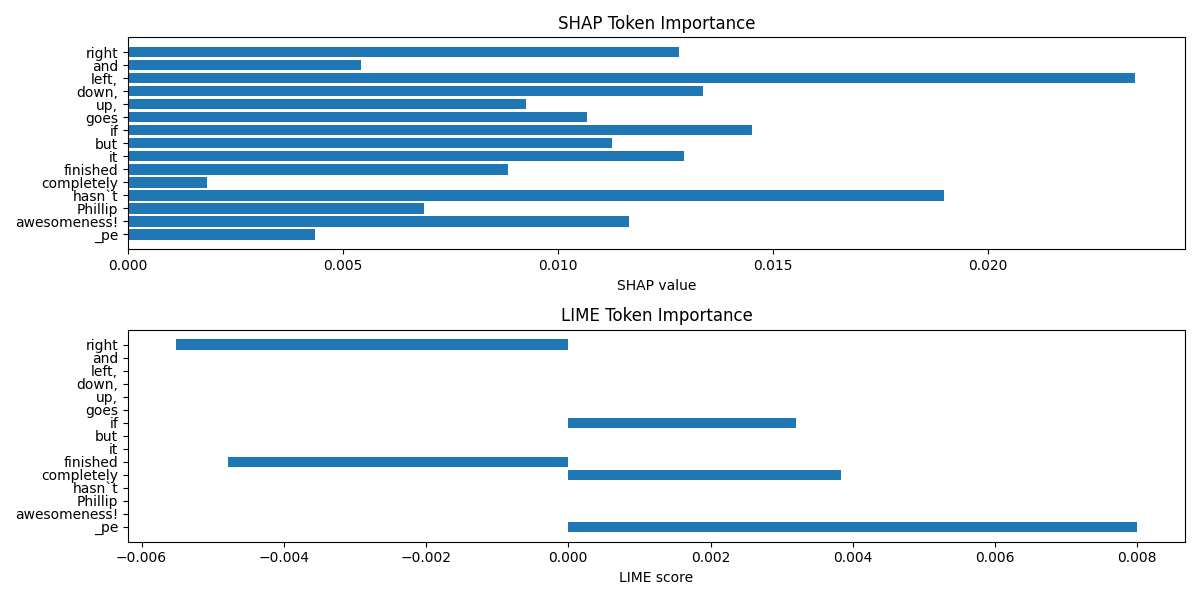 SHAP Token Importance
right
and
left,
down,
up,
goes
if
but
it
finished
completely
hasn`t
Phillip
awesomeness!
_pe
0.000 0.005 0.010 0.015 0.020
SHAP value
LIME Token Importance
right
and
left,
down,
up,
goes
if
but
it
finished
completely
hasn`t
Phillip
awesomeness!
_pe
−0.006 −0.004 −0.002 0.000 0.002 0.004 0.006 0.008
LIME score